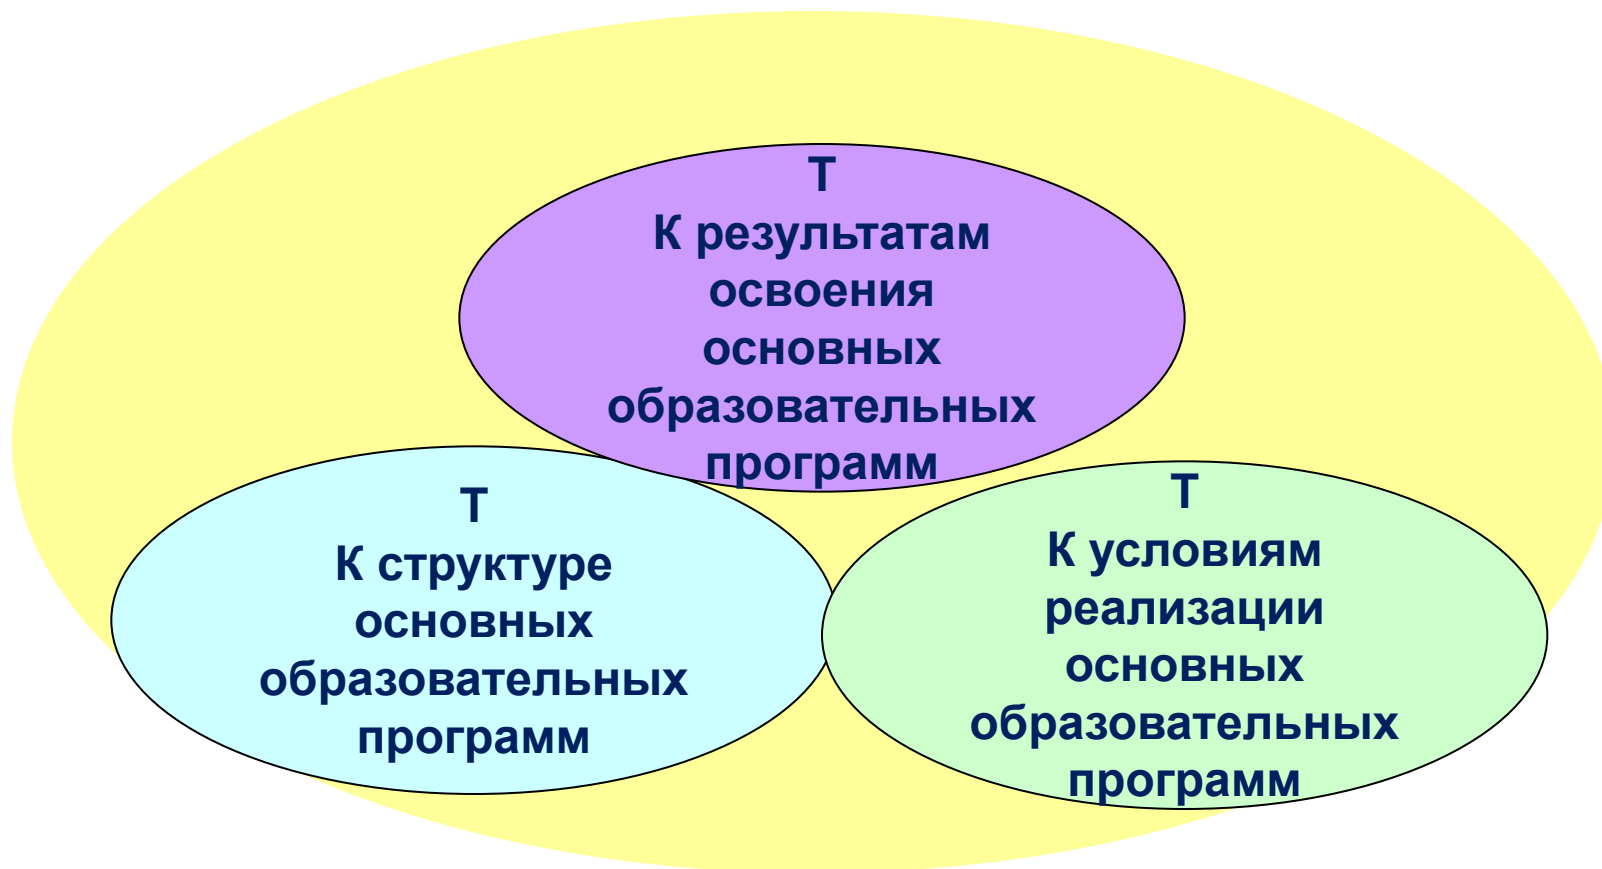 Т
К результатам
освоения
основных
образовательных
программ
Т
К структуре
основных
образовательных
программ
Т
К условиям
реализации
основных
образовательных
программ